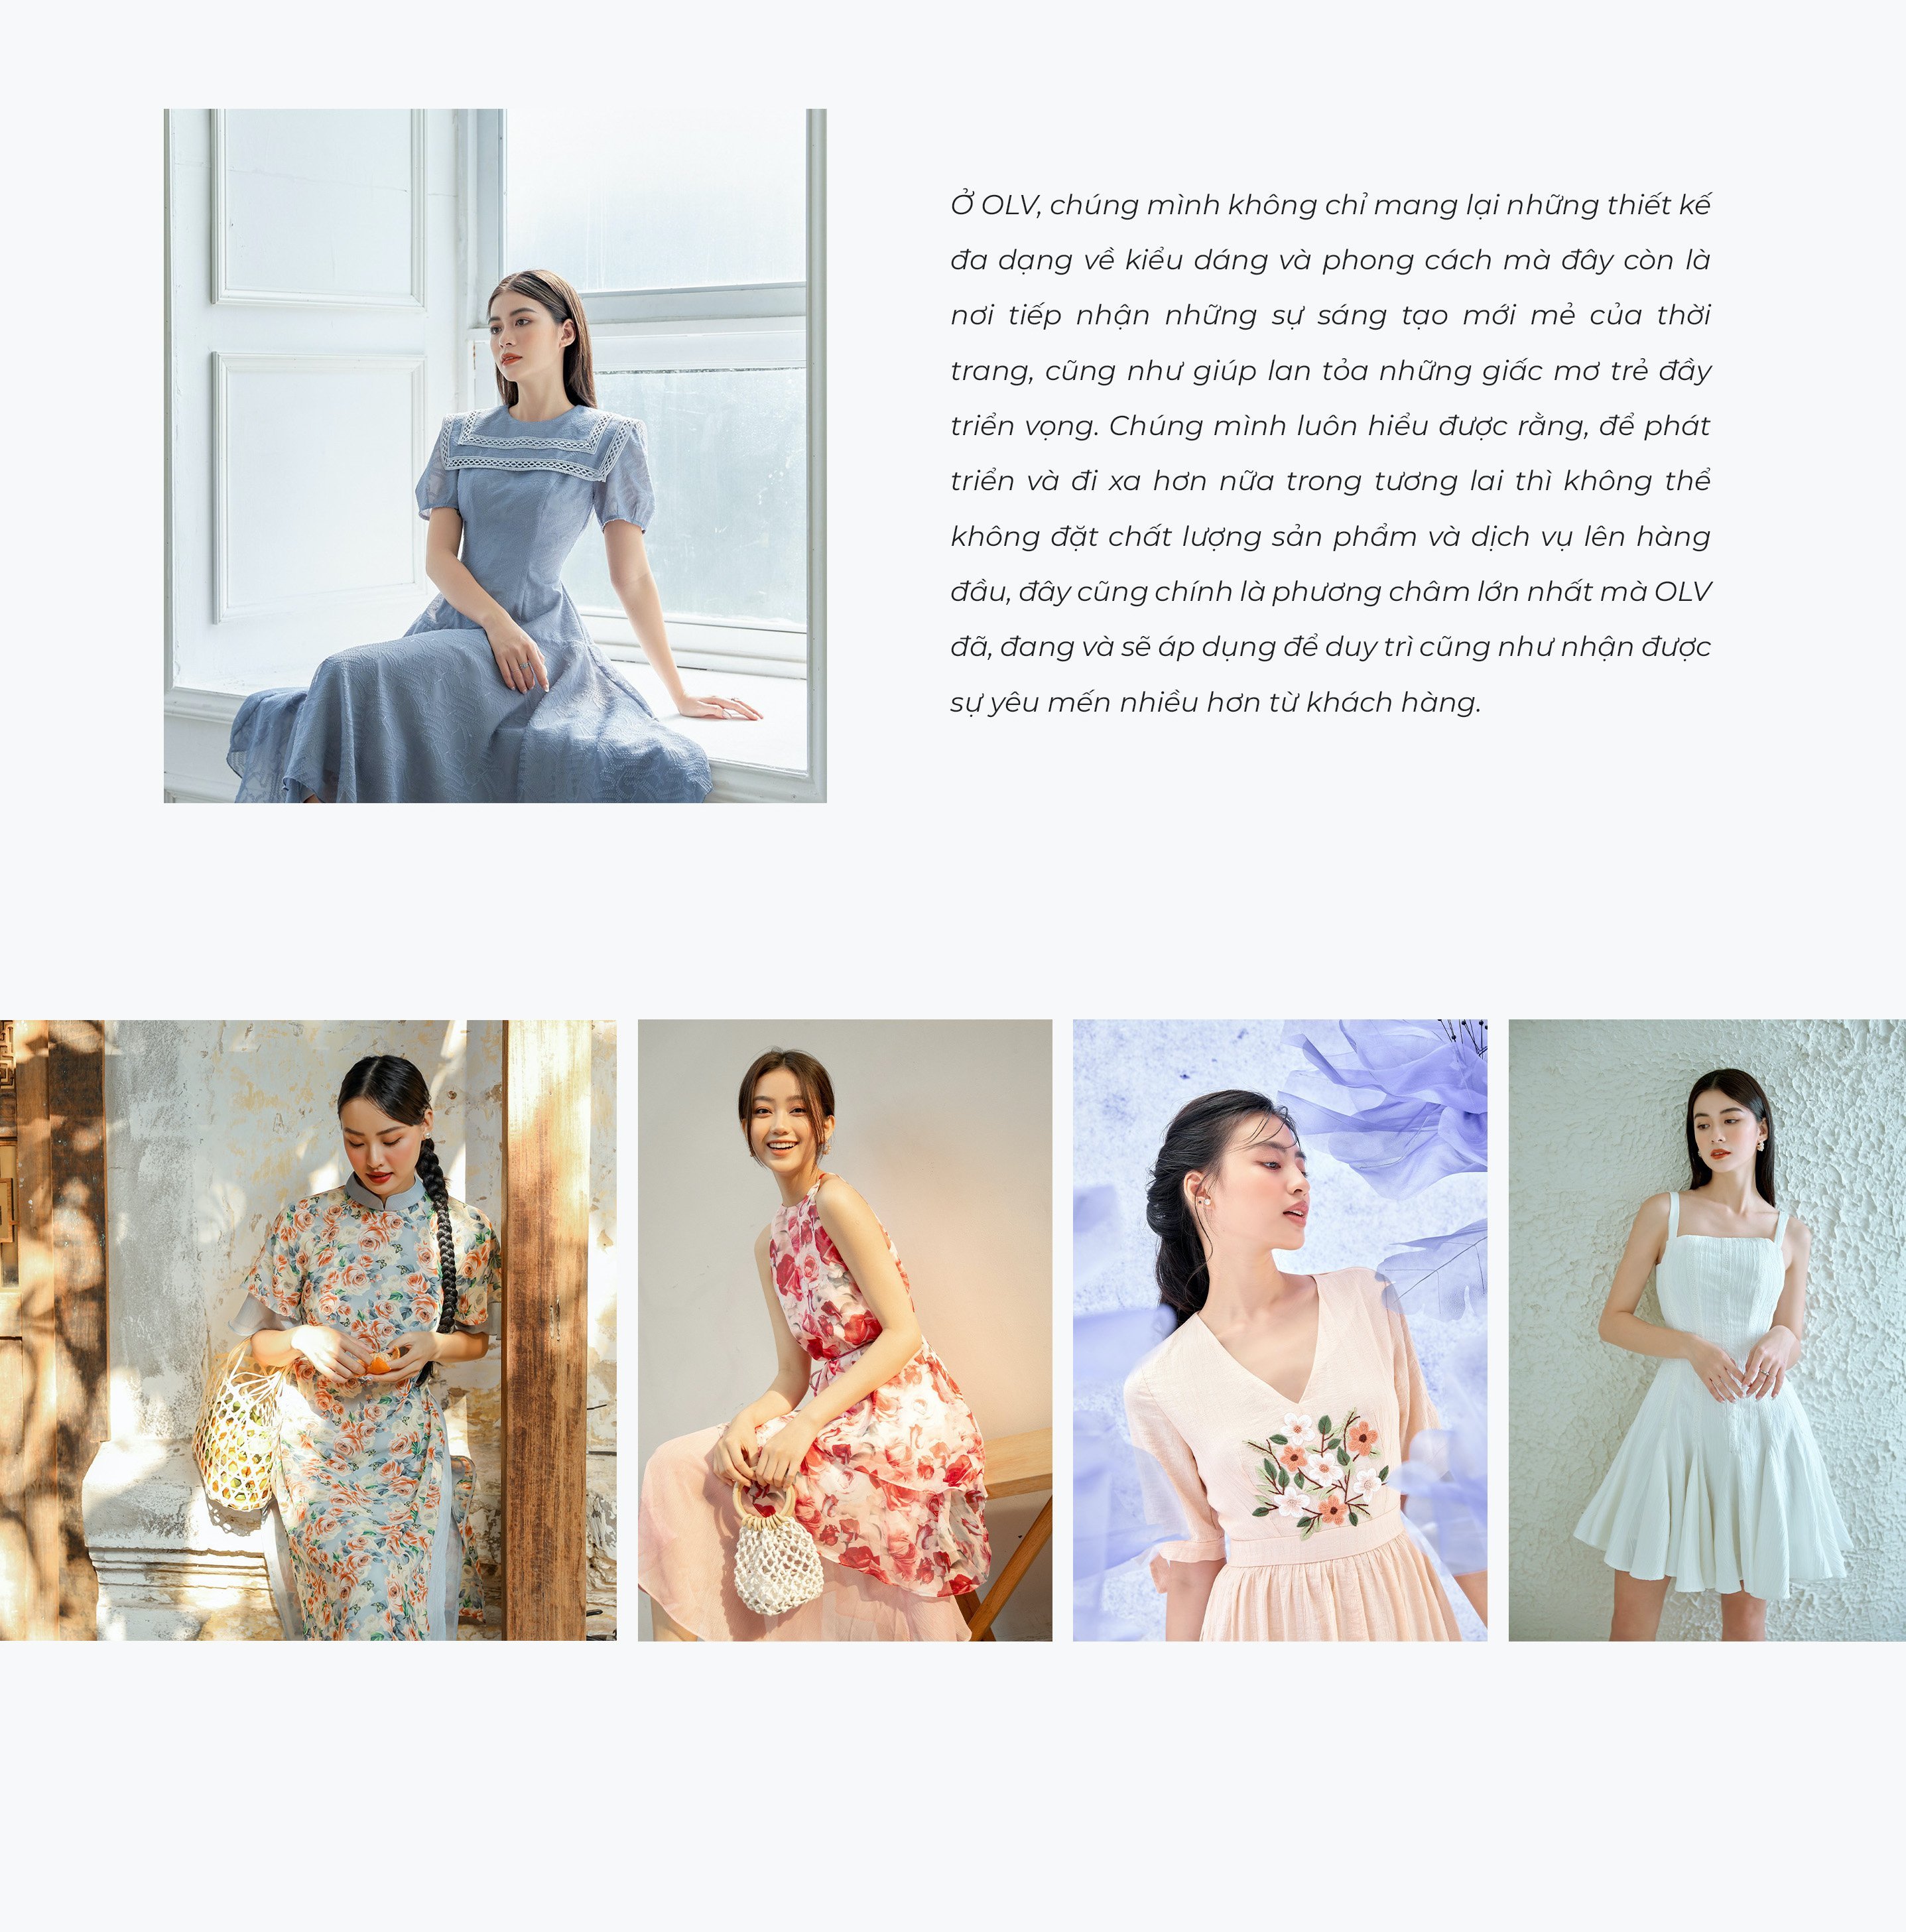 Ở OLV, chúng mình không chỉ mang lại những thiết kế
đa dạng về kiểu dáng và phong cách mà đây còn là
nơi tiếp nhận những sự sáng tạo mới mẻ của thời
trang, cũng như giúp lan tỏa những giấc mơ trẻ đầy
triển vọng. Chúng mình luôn hiểu được rằng, để phát
triển và đi xa hơn nữa trong tương lai thì không thể
không đặt chất lượng sản phẩm và dịch vụ lên hàng
đầu, đây cũng chính là phương châm lớn nhất mà OLV
đã, đang và sẽ áp dụng để duy trì cũng như nhận được
sự yêu mến nhiều hơn từ khách hàng.